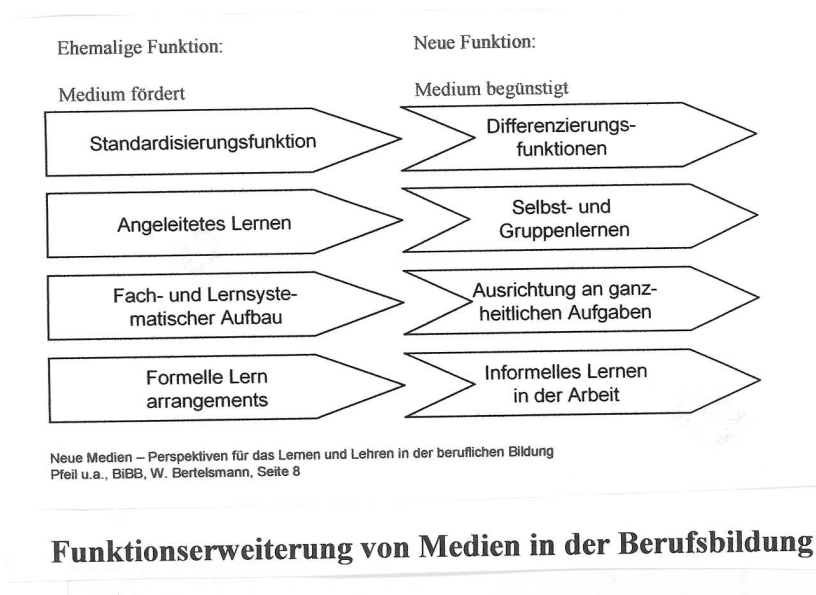 Ehemalige Funktion:
Neue Funktion:
Medium fördert
Medium begünstigt
Standardisierungsfunktion
Differenzierungs-
funktionen
Angeleitetes Lernen
Selbst- und
Gruppenlernen
Fach- und Lernsyste-
matischer Aufbau
Ausrichtung an ganz-
heitlichen Aufgaben
Formelle Lern
arrangements
Informelles Lernen
in der Arbeit
Neue Medien – Perspektiven für das Lernen und Lehren in der beruflichen Bildung
Pfeil u.a., BiBB, W. Bertelsmann, Seite 8
Funktionserweiterung von Medien in der Berufsbildung